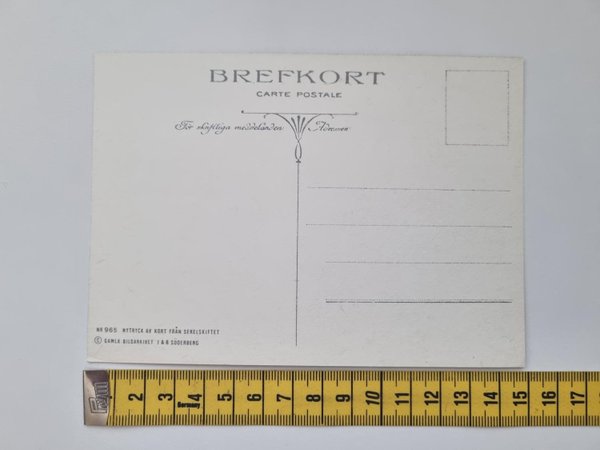 BREFKORT
CARTE POSTALE
För skriftliga meddelanden Adressen
NR 965 NYTRYCK AV KORT FRÅN SEKELSKIFTET
© GAMLA BILDARKIVET I & B SÖDERBERG
2 3 4 Germany 5 6 7 8 9 10 11 12 13 14 15 16 17